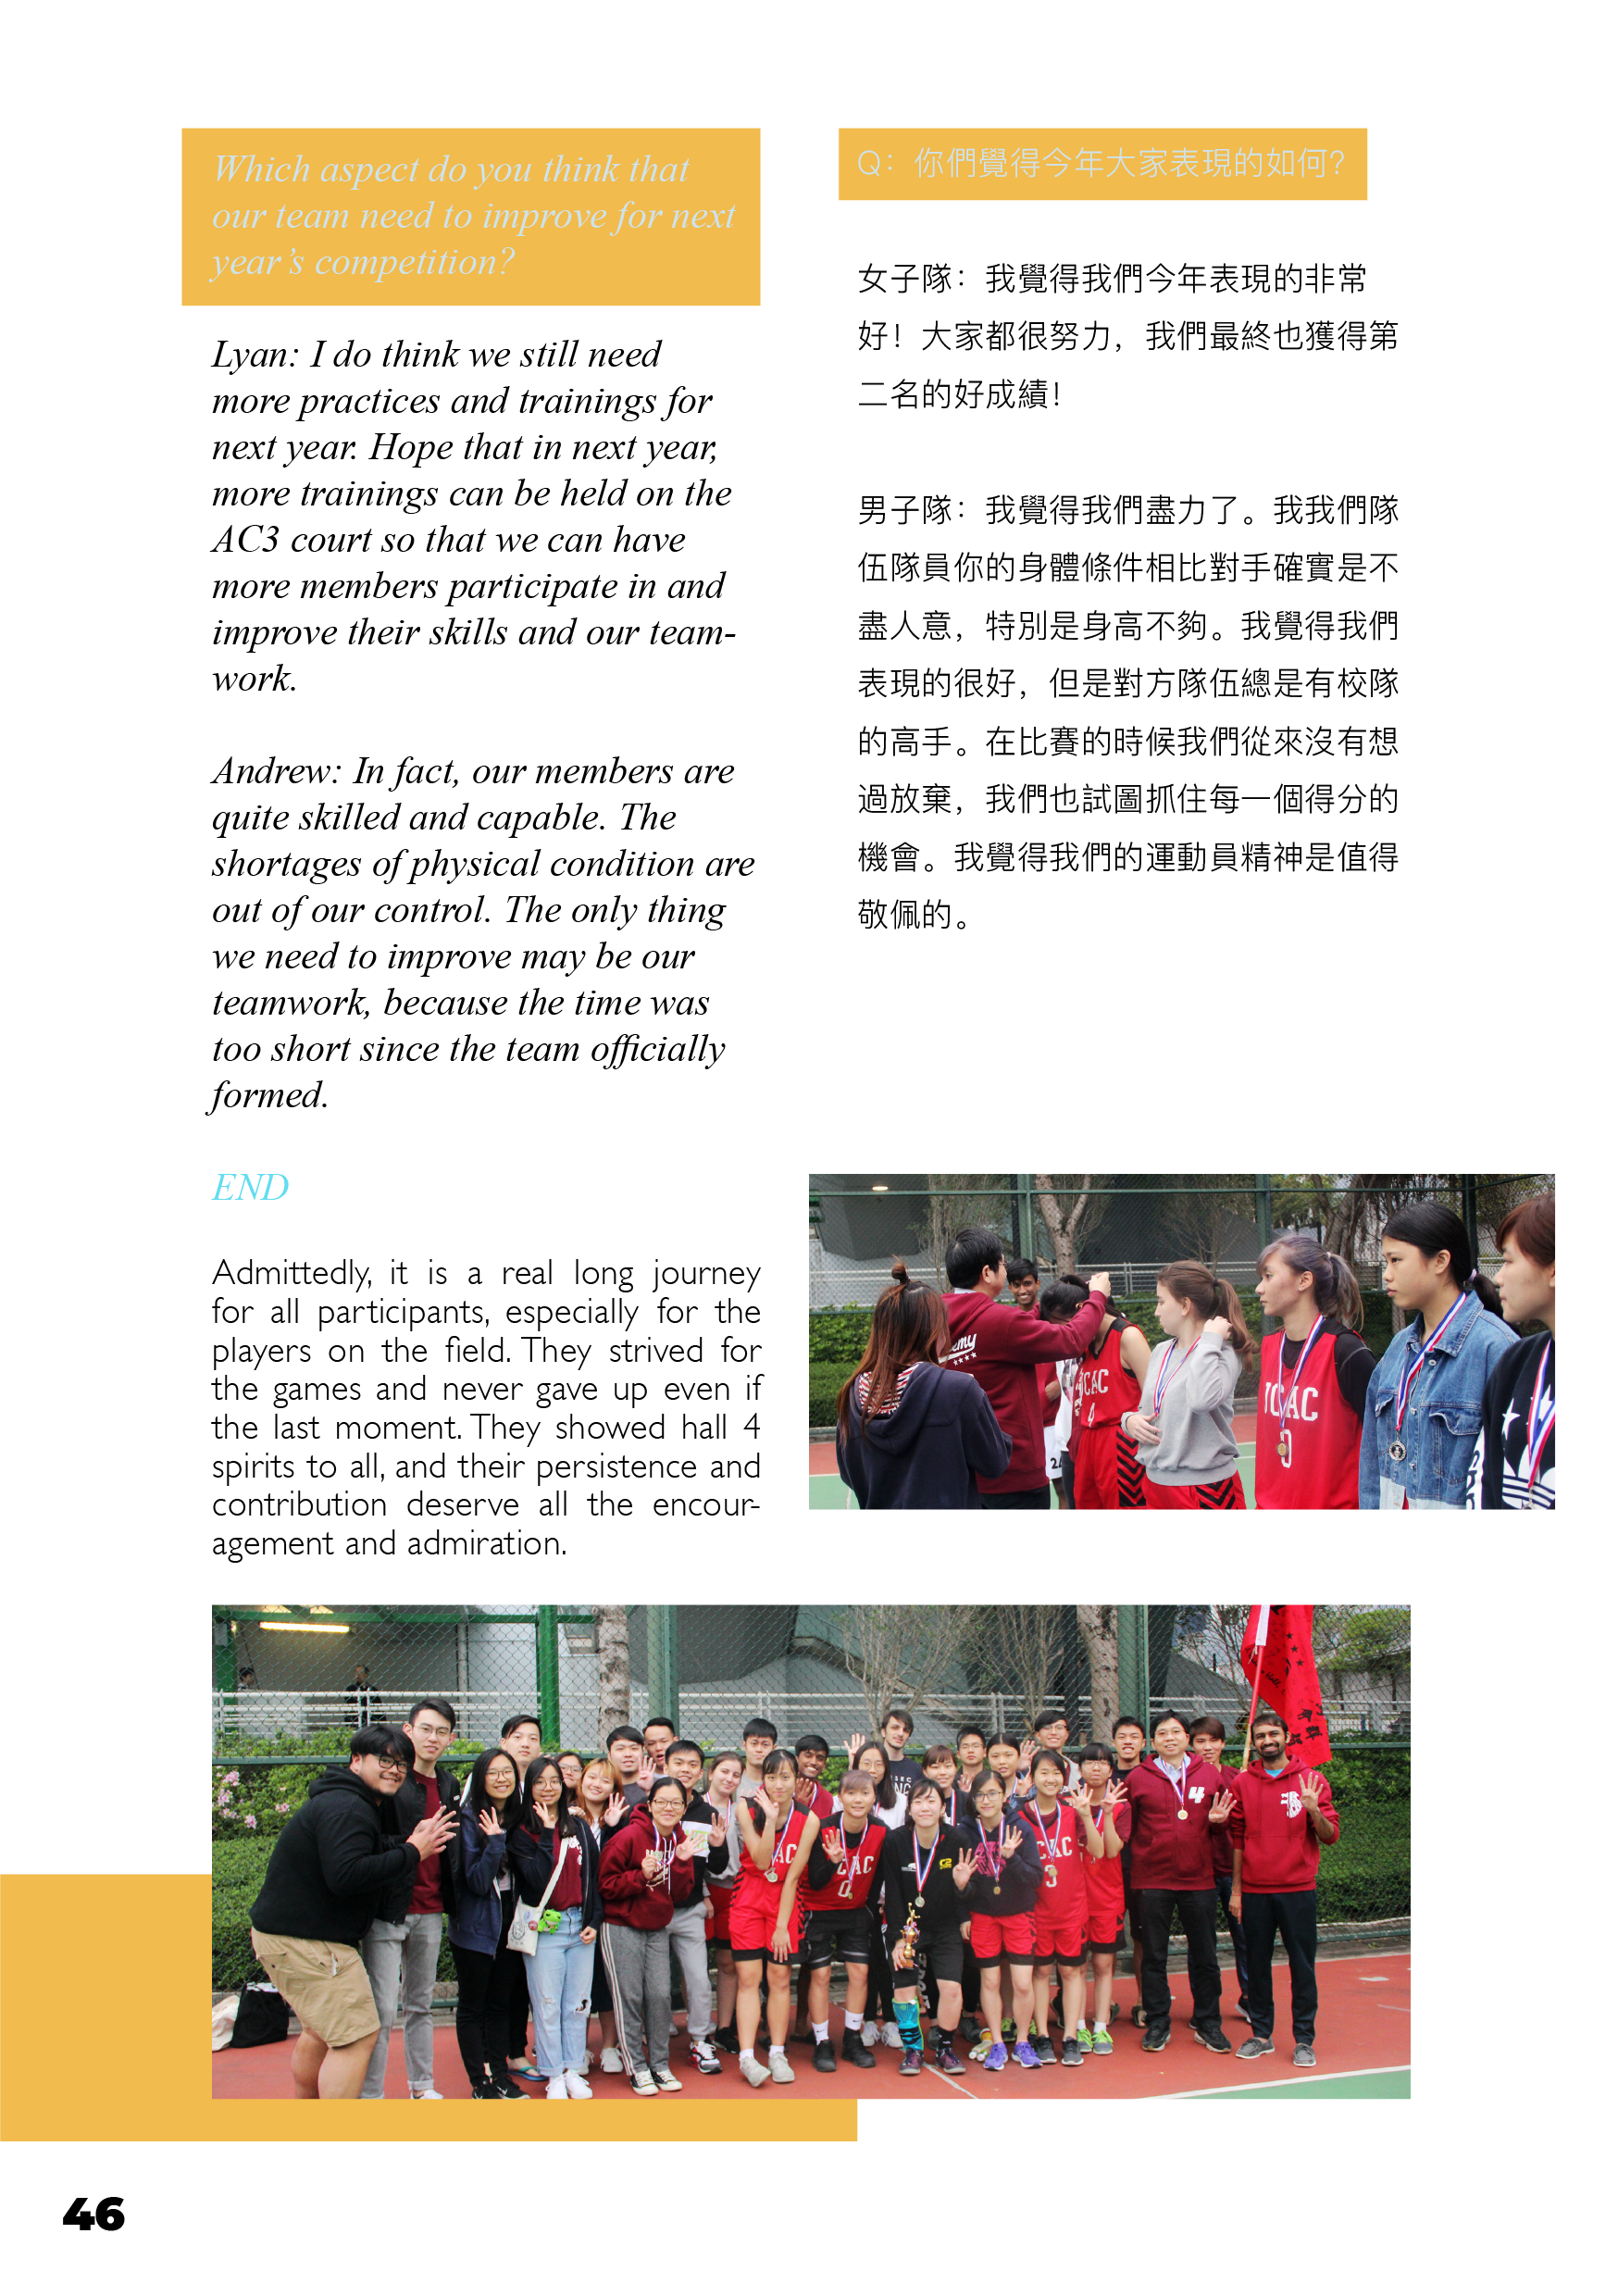 Which aspect do you think that
our team need to improve for next
year’s competition?
Lyan: I do think we still need
more practices and trainings for
next year. Hope that in next year,
more trainings can be held on the
AC3 court so that we can have
more members participate in and
improve their skills and our team-
work.
Andrew: In fact, our members are
quite skilled and capable. The
shortages of physical condition are
out of our control. The only thing
we need to improve may be our
teamwork, because the time was
too short since the team officially
formed.
END
Admittedly, it is a real long journey
for all participants, especially for the
players on the field. They strived for
the games and never gave up even if
the last moment. They showed hall 4
spirits to all, and their persistence and
contribution deserve all the encour-
agement and admiration.
Q：你們覺得今年大家表現的如何？
女子隊：我覺得我們今年表現的非常
好！大家都很努力，我們最終也獲得第
二名的好成績！
男子隊：我覺得我們盡力了。我我們隊
伍隊員你的身體條件相比對手確實是不
盡人意，特別是身高不夠。我覺得我們
表現的很好，但是對方隊伍總是有校隊
的高手。在比賽的時候我們從來沒有想
過放棄，我們也試圖抓住每一個得分的
機會。我覺得我們的運動員精神是值得
敬佩的。
JCAC
4
JCAC
0
AC
CAC
0
CAC
3
4
46